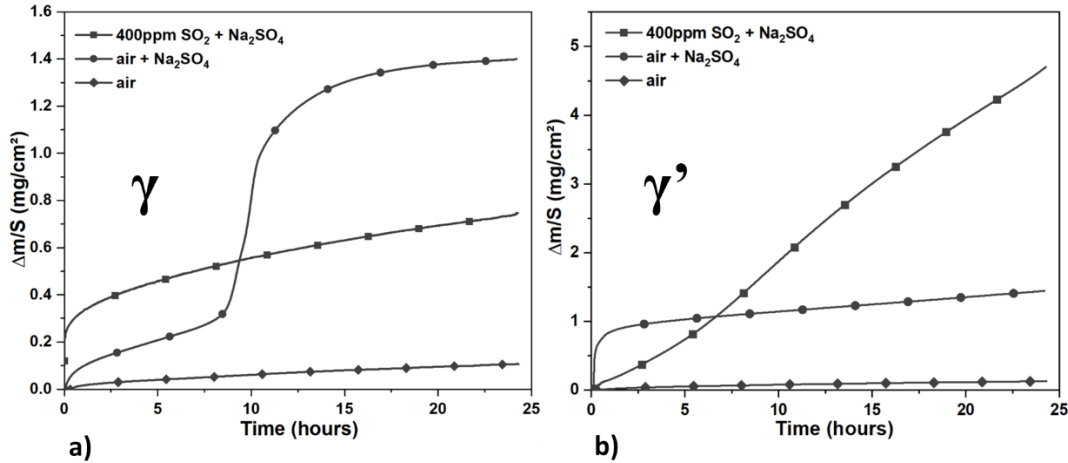 1.6
1.4
1.2
1.0
0.8
0.6
0.4
0.2
0.0
Δm/S (mg/cm²)
400ppm SO₂ + Na₂SO₄
air + Na₂SO₄
air
γ
0 5 10 15 20 25
Time (hours)
a)
5
4
3
2
1
0
Δm/S (mg/cm²)
400ppm SO₂ + Na₂SO₄
air + Na₂SO₄
air
γ’
0 5 10 15 20 25
Time (hours)
b)